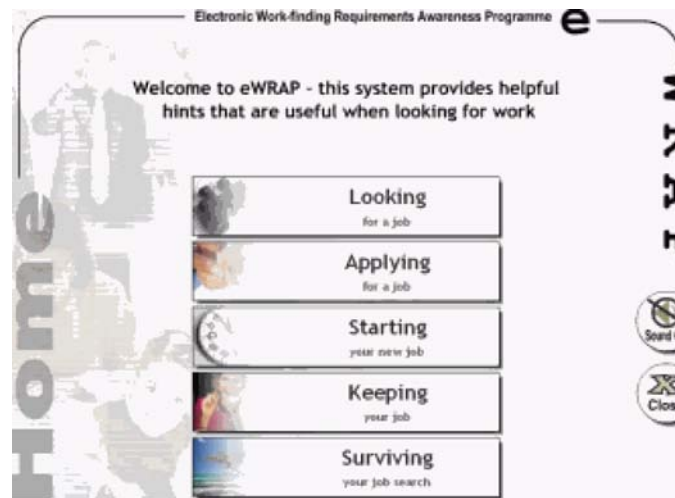 Electronic Work-finding Requirements Awareness Programme
e
Welcome to eWRAP - this system provides helpful
hints that are useful when looking for work
Home
Looking
for a job
Applying
for a job
Starting
your new job
Keeping
your job
Surviving
your job search
Sound
Clos